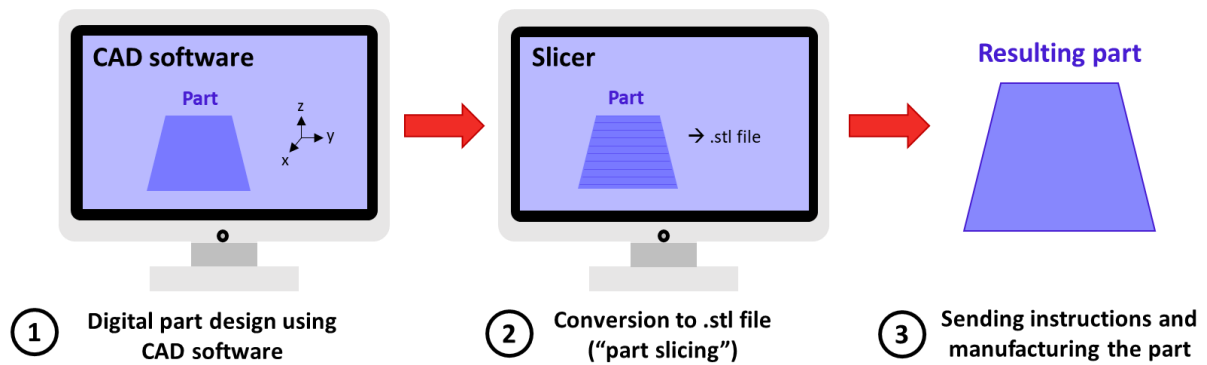 CAD software
Part
z
y
x
Slicer
Part
→ .stl file
Resulting part
1
Digital part design using
CAD software
2
Conversion to .stl file
(“part slicing”)
3
Sending instructions and
manufacturing the part